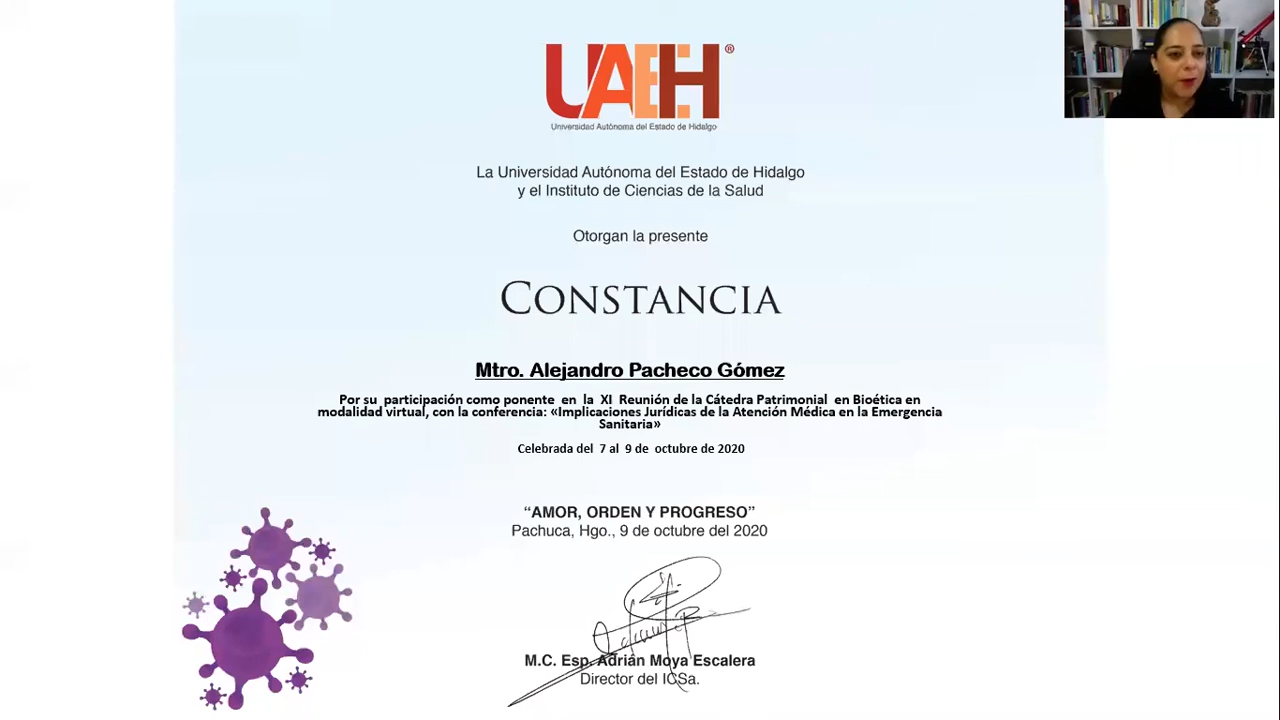 UAEH®
Universidad Autónoma del Estado de Hidalgo
La Universidad Autónoma del Estado de Hidalgo
y el Instituto de Ciencias de la Salud
Otorgan la presente
CONSTANCIA
Mtro. Alejandro Pacheco Gómez
Por su participación como ponente en la XI Reunión de la Cátedra Patrimonial en Bioética en
modalidad virtual, con la conferencia: «Implicaciones Jurídicas de la Atención Médica en la Emergencia
Sanitaria»
Celebrada del 7 al 9 de octubre de 2020
“AMOR, ORDEN Y PROGRESO”
Pachuca, Hgo., 9 de octubre del 2020
M.C. Esp. Adrián Moya Escalera
Director del ICSa.